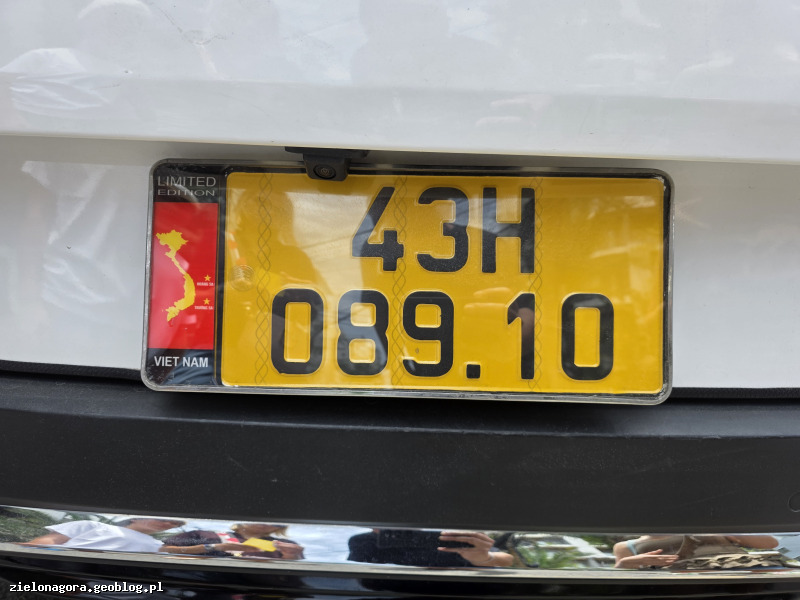 LIMITED
EDITION
43H
089.10
VIET NAM
zielonagora.geoblog.pl